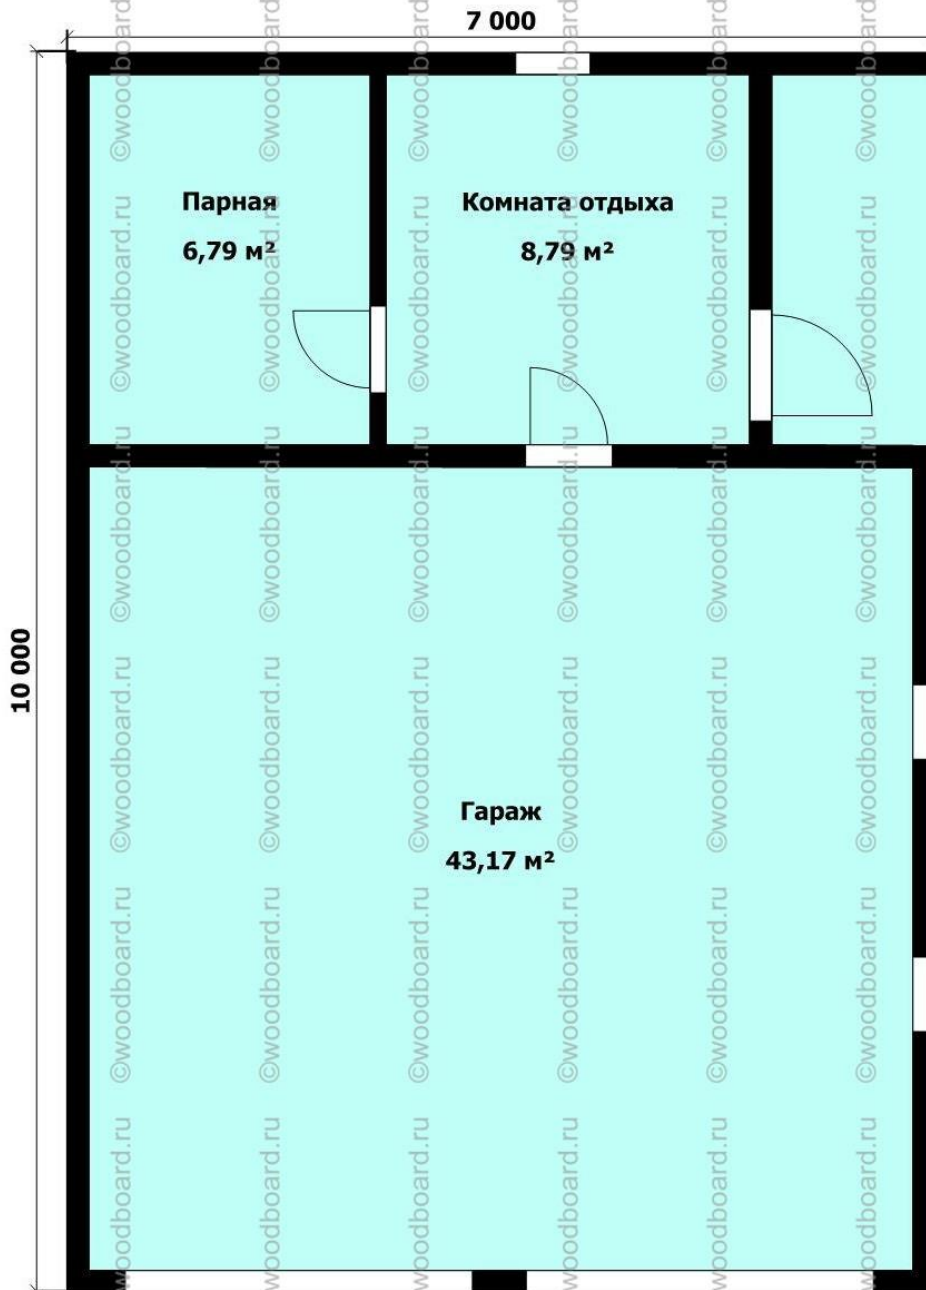 7 000
Парная
6,79 м²
Комната отдыха
8,79 м²
10 000
Гараж
43,17 м²
©woodboard.ru